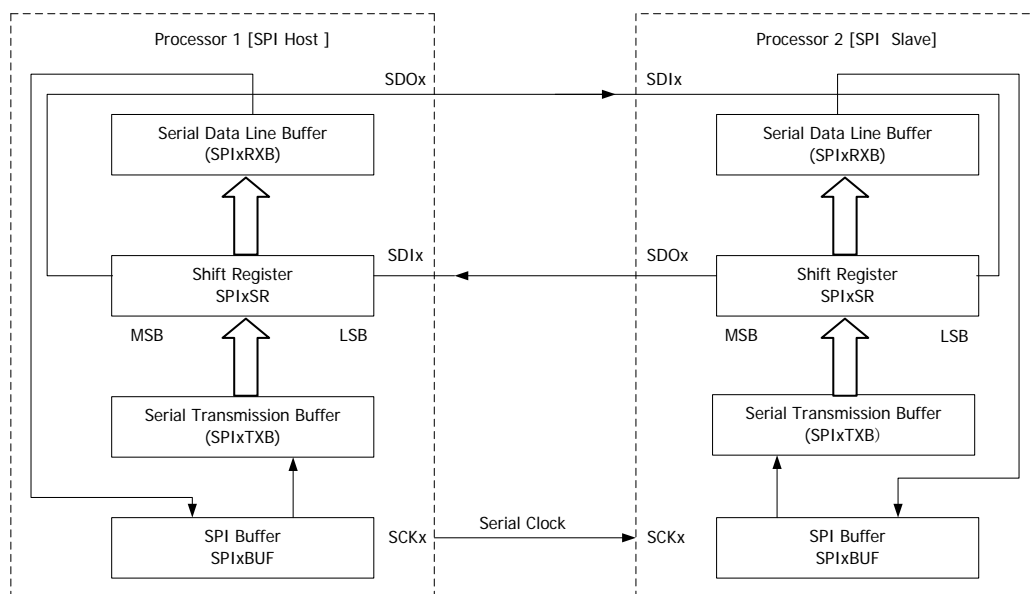 Processor 1 [SPI Host ]
SDOx
Serial Data Line Buffer
(SPIxRXB)
SDIx
Shift Register
SPIxSR
MSB
LSB
Serial Transmission Buffer
(SPIxTXB)
SPI Buffer
SPIxBUF
SCKx
Serial Clock
Processor 2 [SPI Slave]
SDIx
Serial Data Line Buffer
(SPIxRXB)
SDOx
Shift Register
SPIxSR
MSB
LSB
Serial Transmission Buffer
(SPIxTXB)
SCKx
SPI Buffer
SPIxBUF